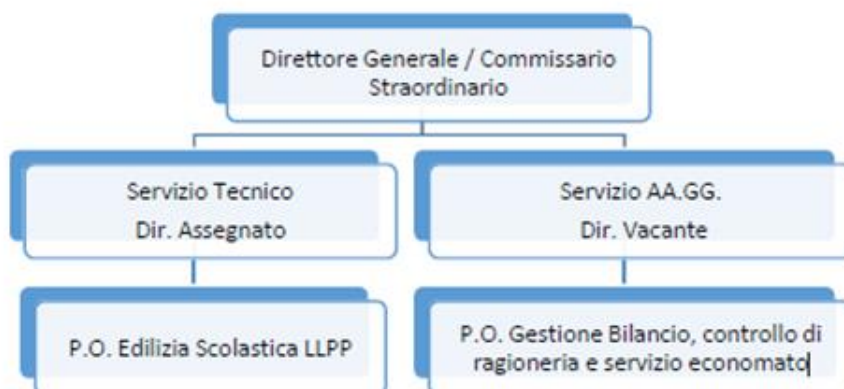 Direttore Generale / Commissario
Straordinario
Servizio Tecnico
Dir. Assegnato
Servizio AA.GG.
Dir. Vacante
P.O. Edilizia Scolastica LLPP
P.O. Gestione Bilancio, controllo di
ragioneria e servizio economato